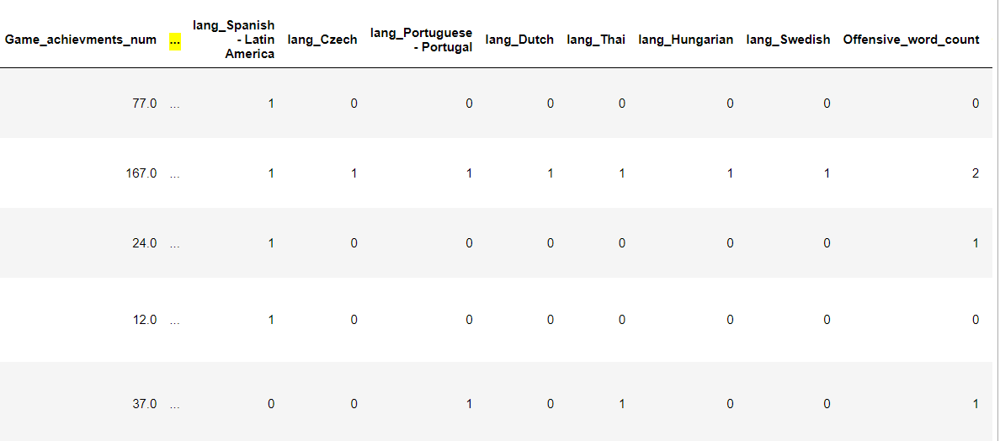 Game_achievments_num ... lang_Spanish - Latin America lang_Czech lang_Portuguese - Portugal lang_Dutch lang_Thai lang_Hungarian lang_Swedish Offensive_word_count
77.0 ... 1 0 0 0 0 0 0 0
167.0 ... 1 1 1 1 1 1 1 2
24.0 ... 1 0 0 0 0 0 0 1
12.0 ... 1 0 0 0 0 0 0 0
37.0 ... 0 0 1 0 1 0 0 1